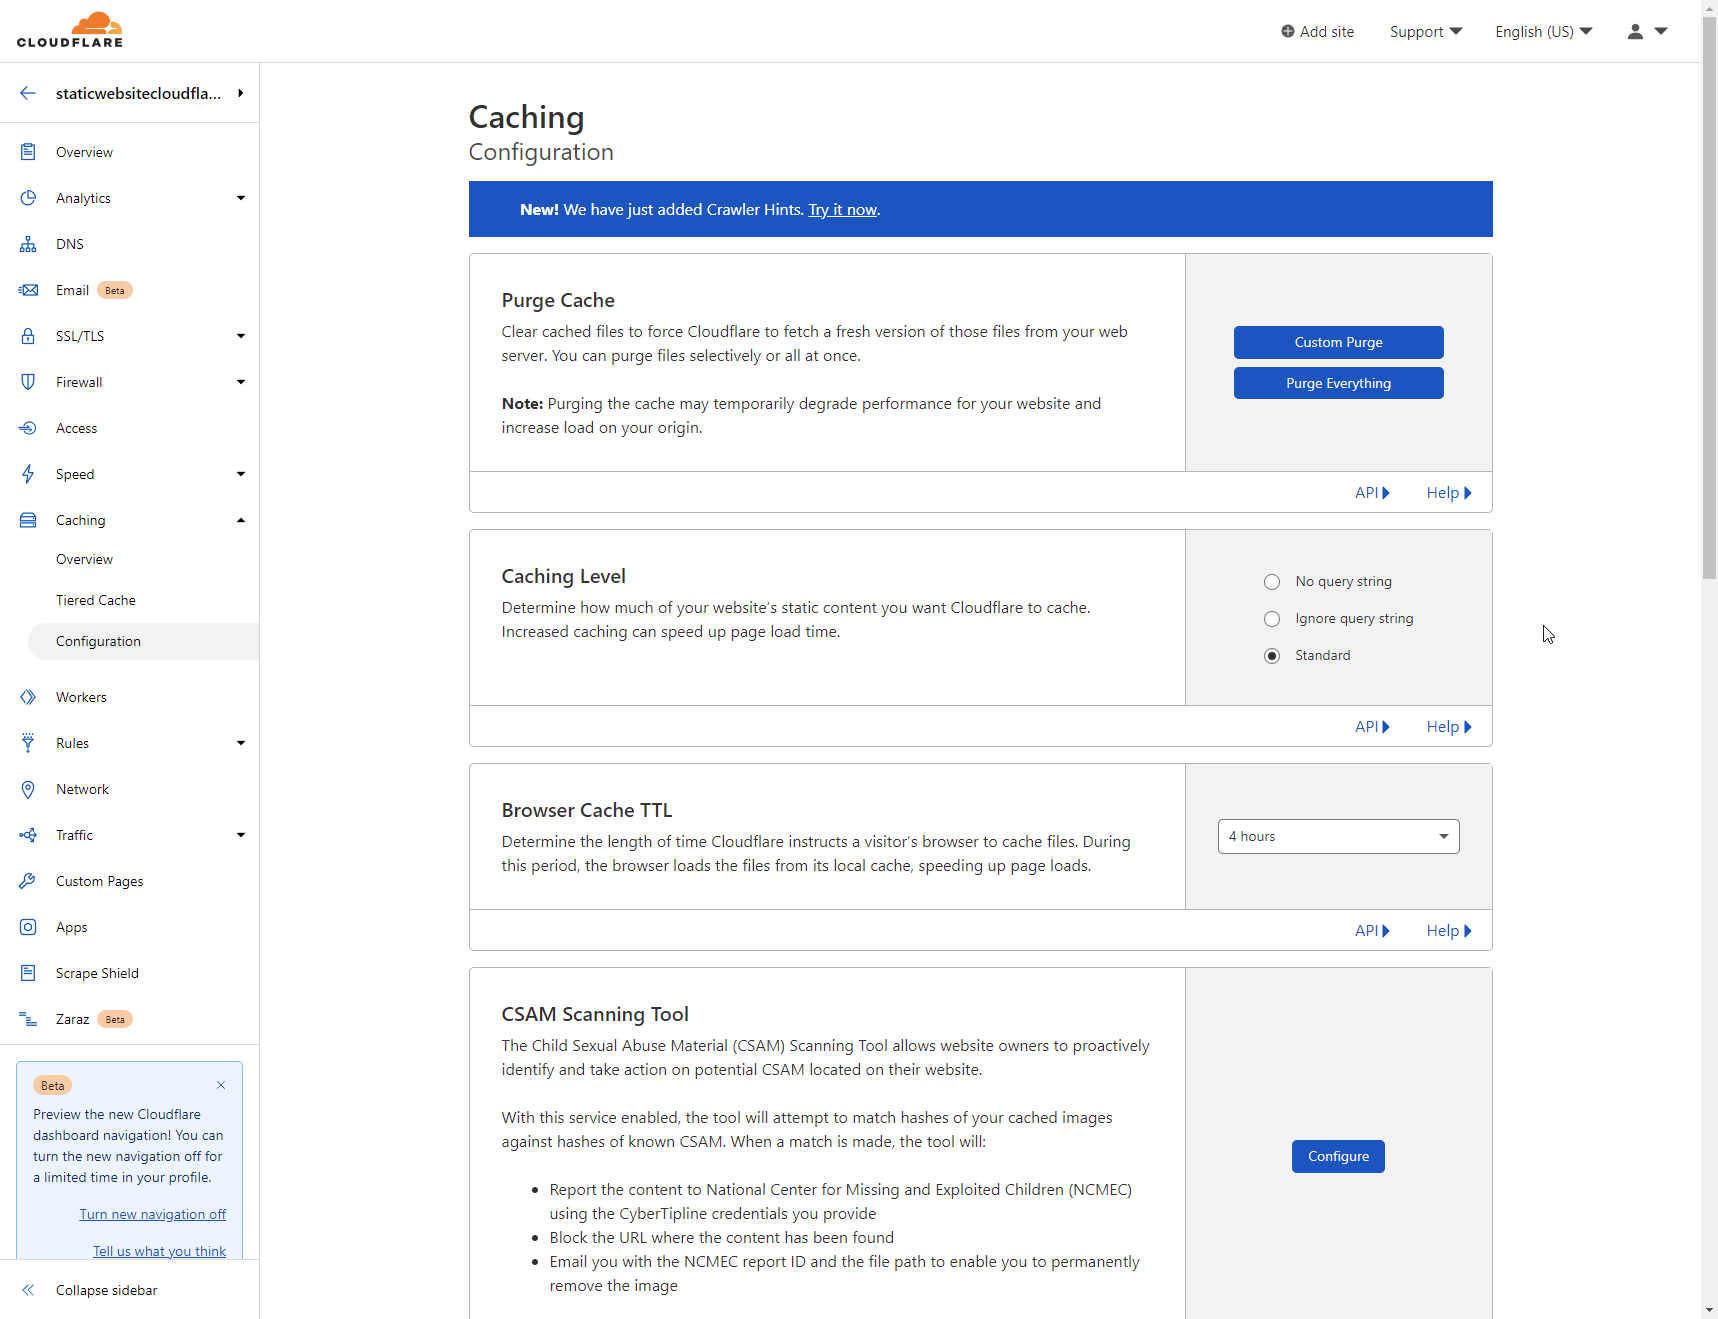 CLOUDFLARE
Add site
Support
English (US)
staticwebsitecloudfla...
Overview
Analytics
DNS
Email Beta
SSL/TLS
Firewall
Access
Speed
Caching
Overview
Tiered Cache
Configuration
Workers
Rules
Network
Traffic
Custom Pages
Apps
Scrape Shield
Zaraz Beta
Beta
Preview the new Cloudflare
dashboard navigation! You can
turn the new navigation off for
a limited time in your profile.
Turn new navigation off
Tell us what you think
Collapse sidebar
Caching
Configuration
New! We have just added Crawler Hints. Try it now.
Purge Cache
Clear cached files to force Cloudflare to fetch a fresh version of those files from your web
server. You can purge files selectively or all at once.
Note: Purging the cache may temporarily degrade performance for your website and
increase load on your origin.
Custom Purge
Purge Everything
API
Help
Caching Level
Determine how much of your website's static content you want Cloudflare to cache.
Increased caching can speed up page load time.
No query string
Ignore query string
Standard
API
Help
Browser Cache TTL
Determine the length of time Cloudflare instructs a visitor's browser to cache files. During
this period, the browser loads the files from its local cache, speeding up page loads.
4 hours
API
Help
CSAM Scanning Tool
The Child Sexual Abuse Material (CSAM) Scanning Tool allows website owners to proactively
identify and take action on potential CSAM located on their website.
With this service enabled, the tool will attempt to match hashes of your cached images
against hashes of known CSAM. When a match is made, the tool will:
• Report the content to National Center for Missing and Exploited Children (NCMEC)
using the CyberTipline credentials you provide
• Block the URL where the content has been found
• Email you with the NCMEC report ID and the file path to enable you to permanently
remove the image
Configure